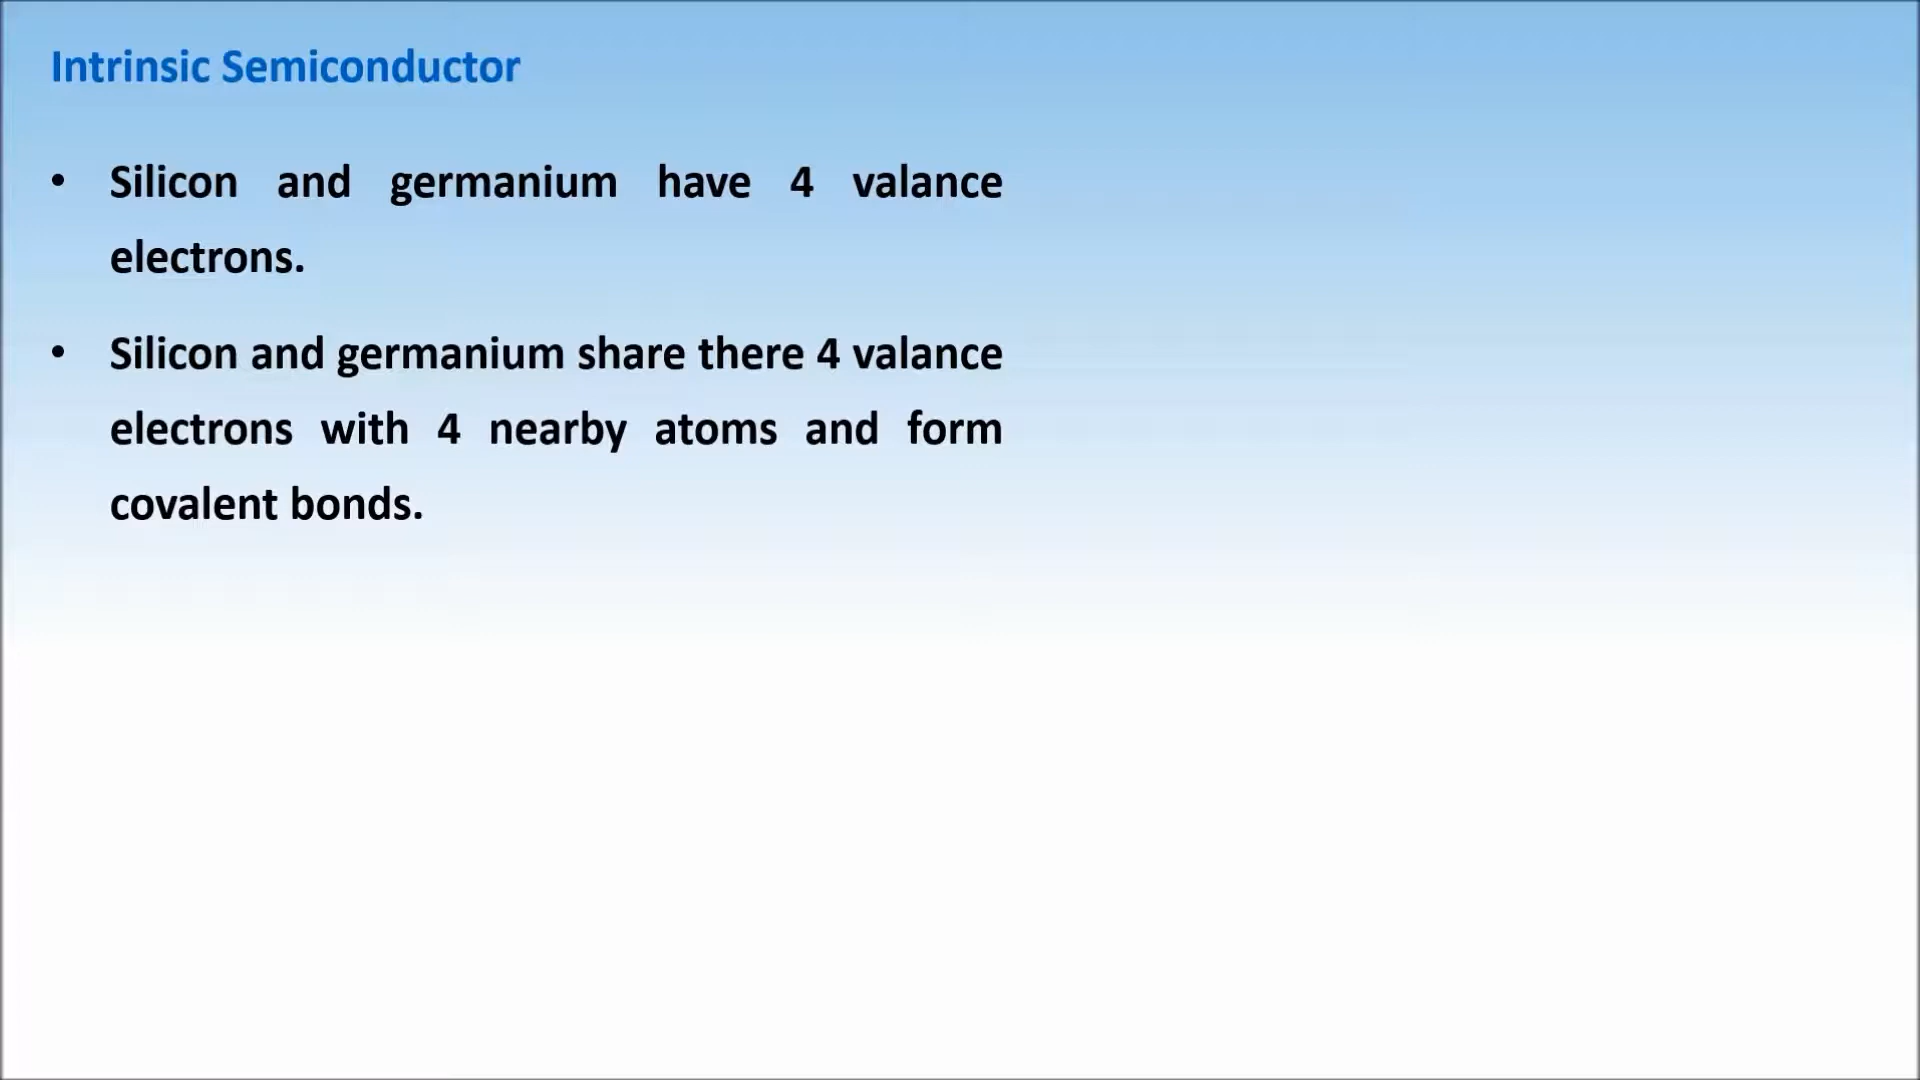 Intrinsic Semiconductor
• Silicon and germanium have 4 valance
electrons.
• Silicon and germanium share there 4 valance
electrons with 4 nearby atoms and form
covalent bonds.